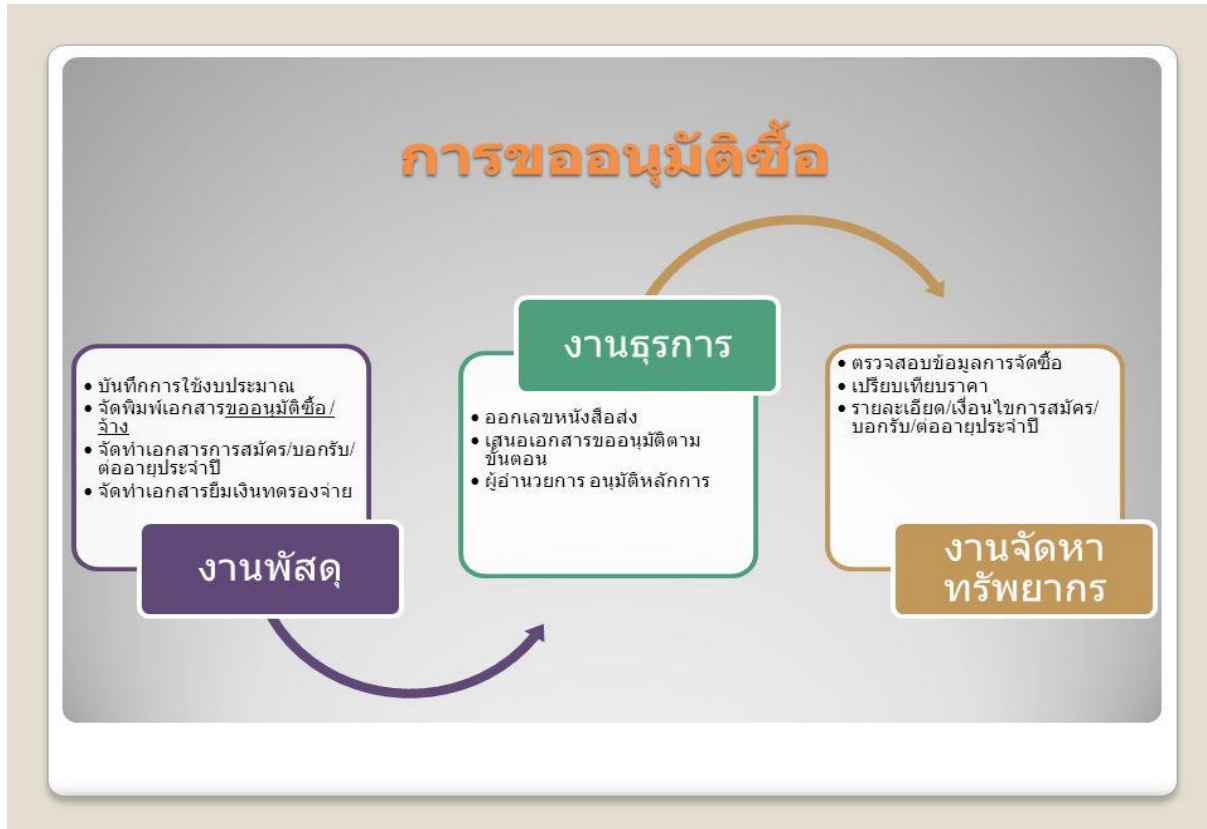 การขออนุมัติซื้อ
• บันทึกการใช้งบประมาณ
• จัดพิมพ์เอกสารขออนุมัติซื้อ/
จ้าง
• จัดทำเอกสารการสมัคร/บอกรับ/
ต่ออายุประจำปี
• จัดทำเอกสารยืมเงินทดรองจ่าย
งานพัสดุ
งานธุรการ
• ออกเลขหนังสือส่ง
• เสนอเอกสารขออนุมัติตาม
ขั้นตอน
• ผู้อำนวยการ อนุมัติหลักการ
• ตรวจสอบข้อมูลการจัดซื้อ
• เปรียบเทียบราคา
• รายละเอียด/เงื่อนไขการสมัคร/
บอกรับ/ต่ออายุประจำปี
งานจัดหา
ทรัพยากร